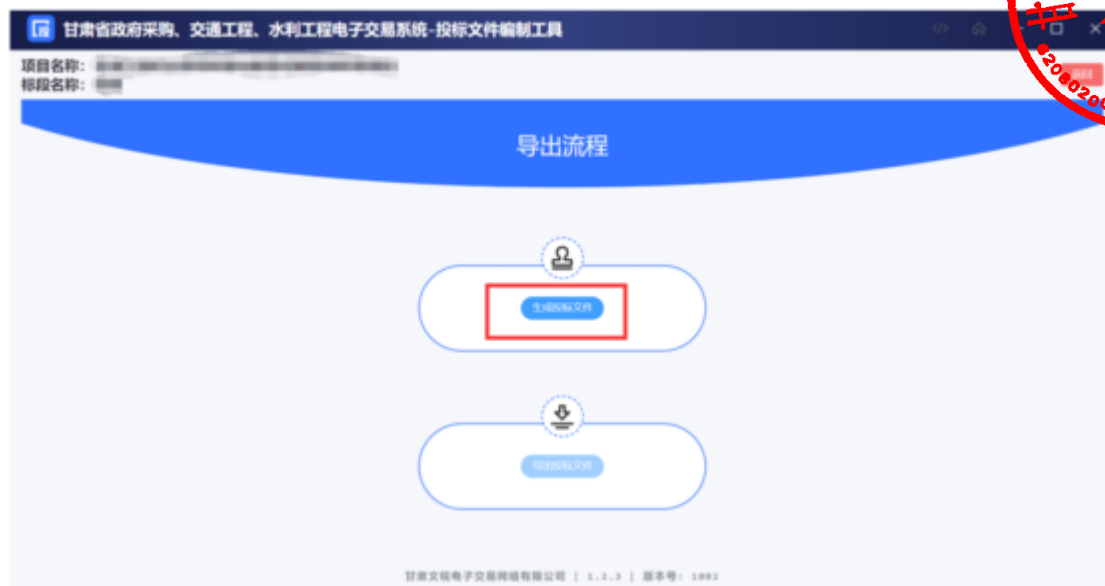 甘肃省政府采购、交通工程、水利工程电子交易系统-投标文件编制工具
项目名称：
标段名称：
返回
导出流程
生成投标文件
导出投标文件
甘肃文锐电子交易网络有限公司 | 1.2.3 | 版本号: 1002